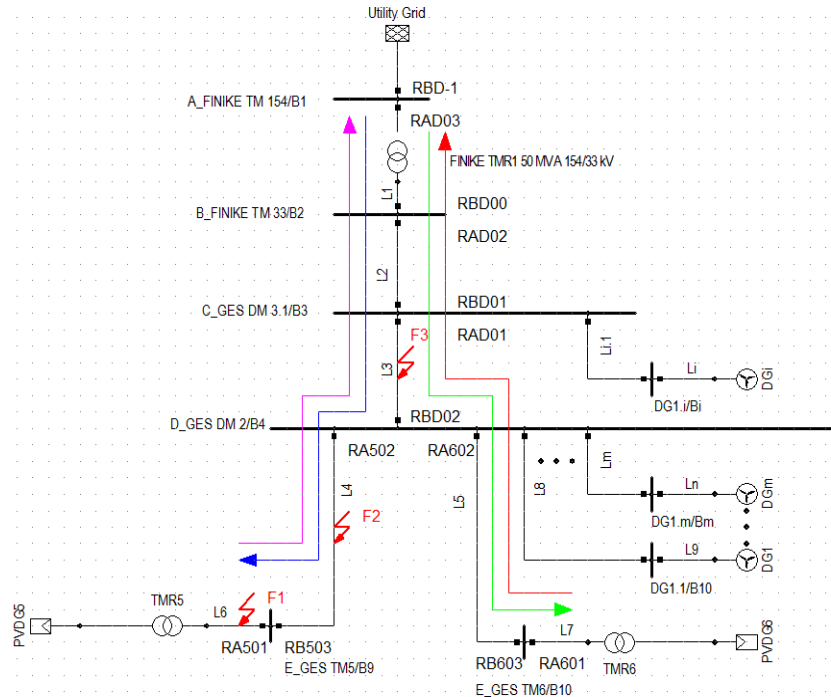 Utility Grid
RBD-1
A_FINIKE TM 154/B1
RAD03
FINIKE TMR1 50 MVA 154/33 kV
L1
RBD00
B_FINIKE TM 33/B2
RAD02
L2
RBD01
C_GES DM 3.1/B3
RAD01
F3
Li.1
L3
Li
DGi
DG1.i/Bi
RBD02
D_GES DM 2/B4
RA502
RA602
Lm
L4
L5
L8
Ln
DGm
F2
DG1.m/Bm
L9
DG1
DG1.1/B10
TMR5
F1
L6
PVDG5
L7
PVDG6
RA501
RB503
RB603
RA601
TMR6
E_GES TM5/B9
E_GES TM6/B10